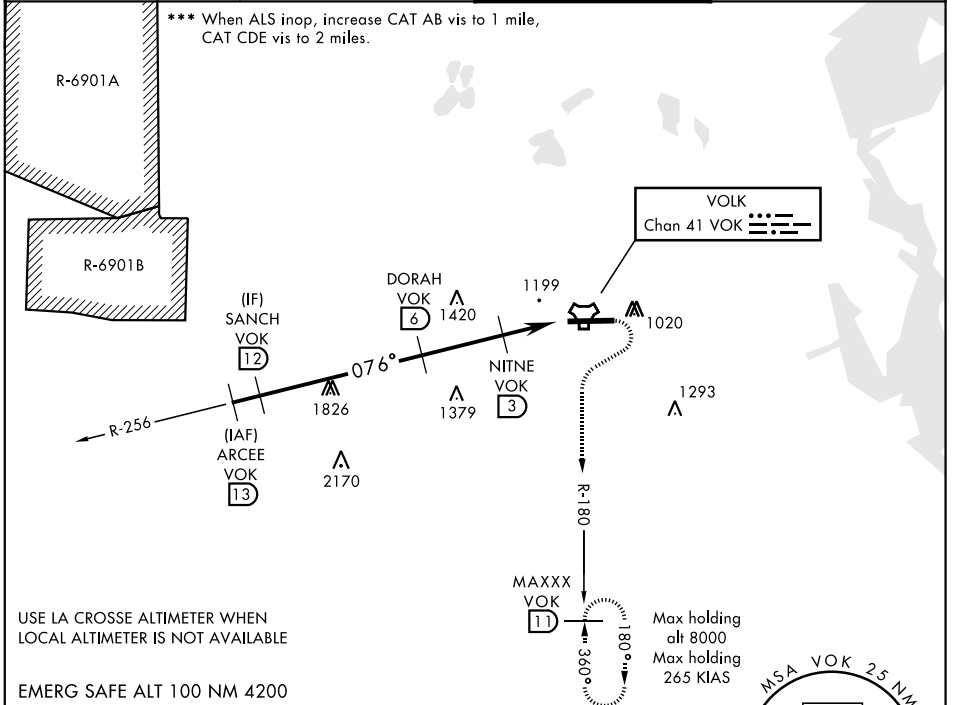 *** When ALS inop, increase CAT AB vis to 1 mile,
CAT CDE vis to 2 miles.
R-6901A
R-6901B
VOLK
Chan 41 VOK
DORAH
VOK
6
1420
1199
1020
(IF)
SANCH
VOK
12
076°
NITNE
VOK
3
1826
1379
1293
R-256
(IAF)
ARCEE
VOK
13
2170
R-180
MAXXX
VOK
11
180°
360°
Max holding
alt 8000
Max holding
265 KIAS
USE LA CROSSE ALTIMETER WHEN
LOCAL ALTIMETER IS NOT AVAILABLE
EMERG SAFE ALT 100 NM 4200
MSA VOK 25 NM